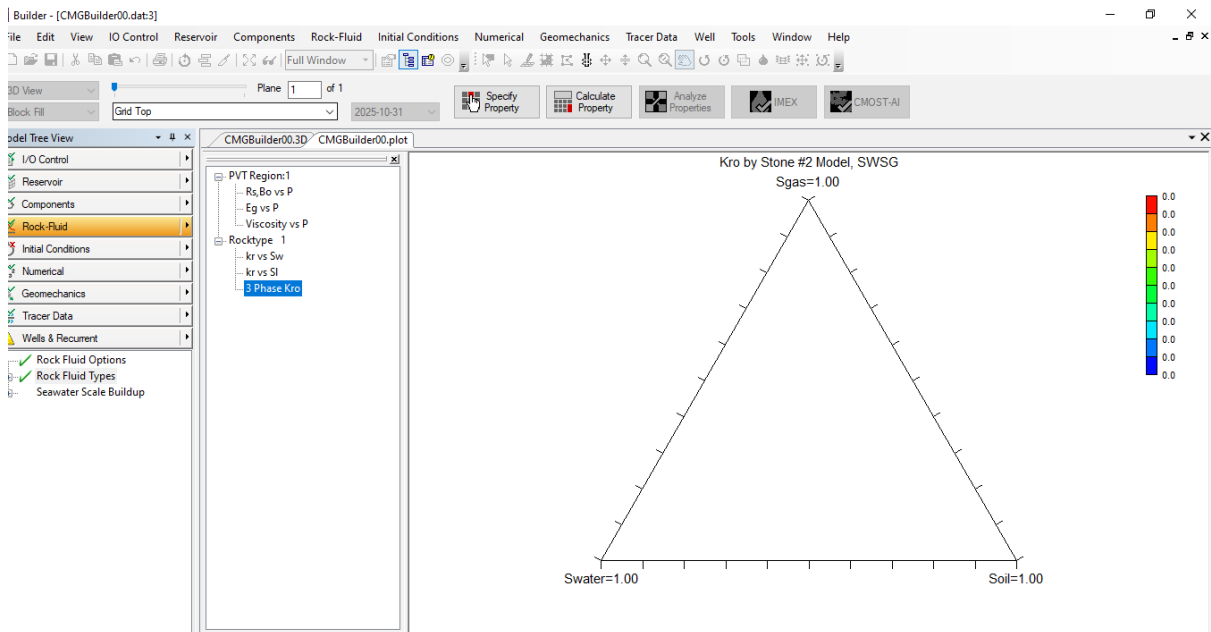 Builder - [CMGBuilder00.dat:3]
File Edit View IO Control Reservoir Components Rock-Fluid Initial Conditions Numerical Geomechanics Tracer Data Well Tools Window Help
Full Window
3D View
Plane 1 of 1
Block Fill
Grid Top
2025-10-31
Specify Property
Calculate Property
Analyze Properties
IMEX
CMOST-AI
Model Tree View
I/O Control
Reservoir
Components
Rock-Fluid
Initial Conditions
Numerical
Geomechanics
Tracer Data
Wells & Recurrent
Rock Fluid Options
Rock Fluid Types
Seawater Scale Buildup
CMGBuilder00.3D CMGBuilder00.plot
PVT Region:1
Rs,Bo vs P
Eg vs P
Viscosity vs P
Rocktype 1
kr vs Sw
kr vs Sl
3 Phase Kro
Kro by Stone #2 Model, SWSG
Sgas=1.00
Swater=1.00
Soil=1.00
0.0
0.0
0.0
0.0
0.0
0.0
0.0
0.0
0.0
0.0
0.0